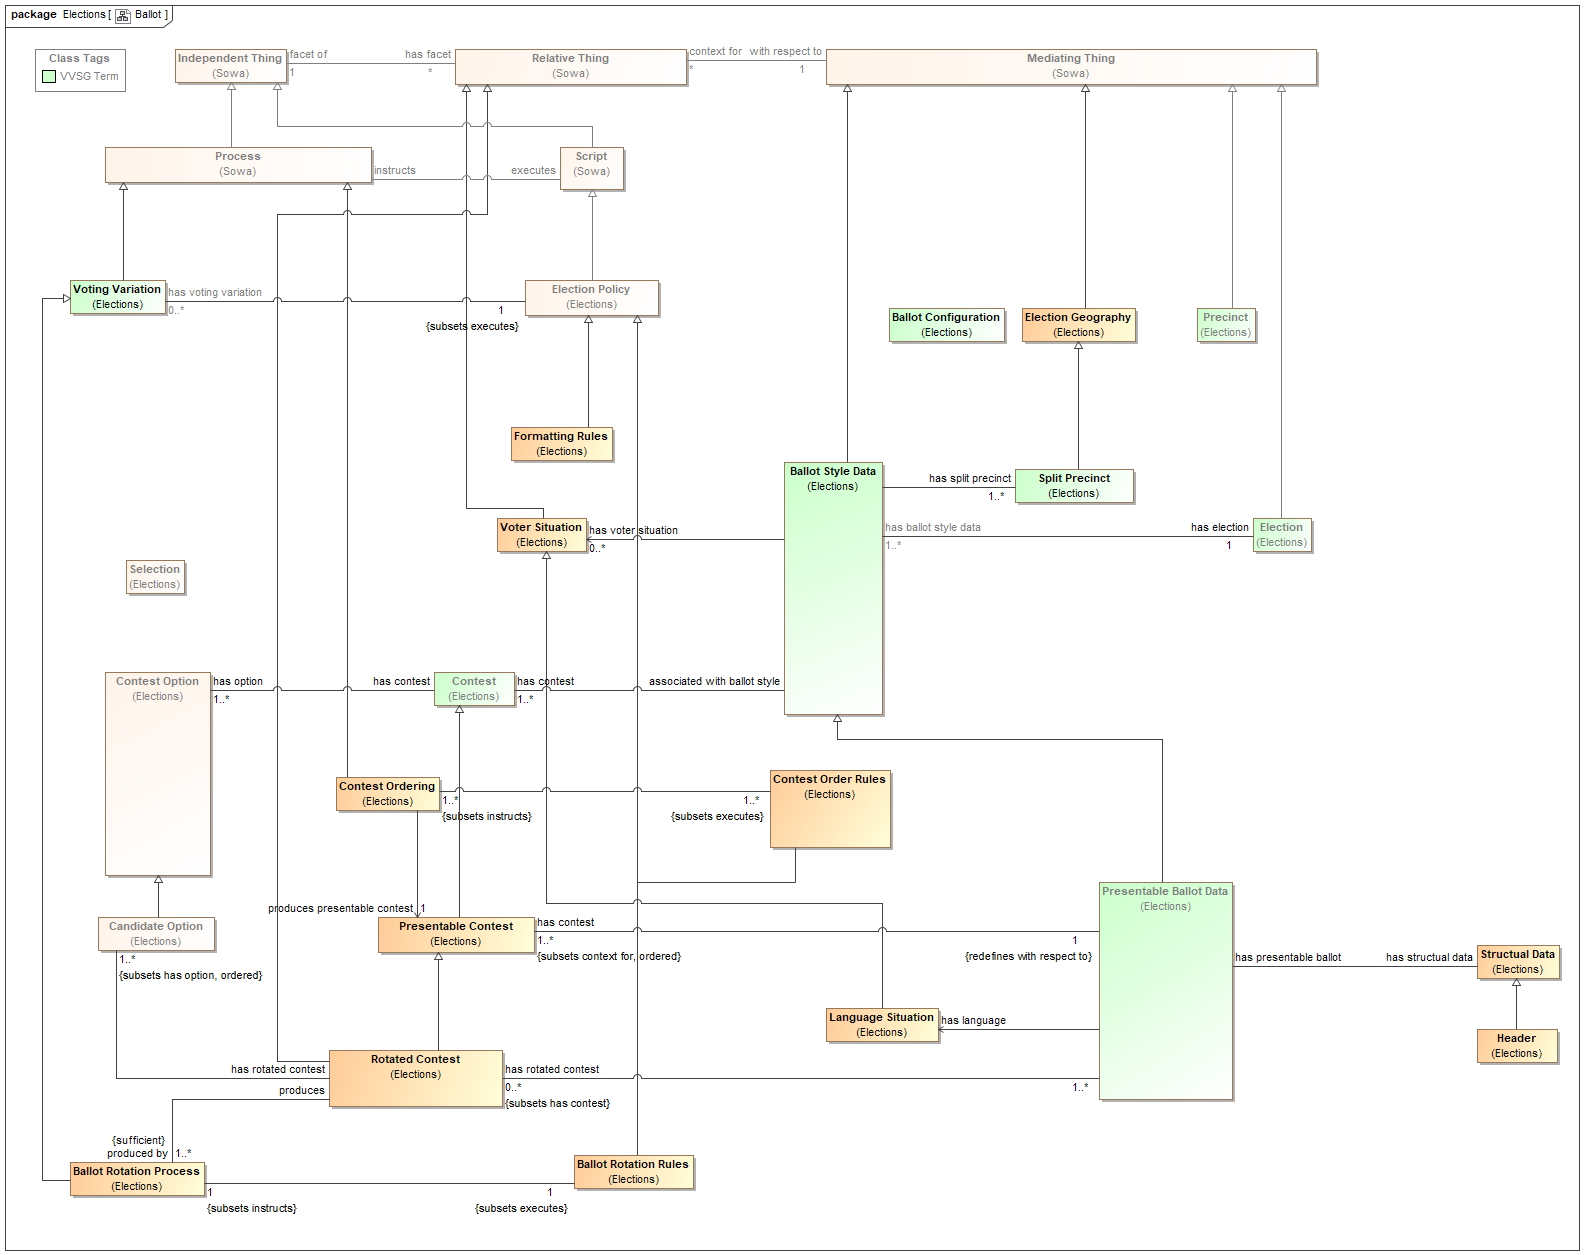 package Elections [ Ballot ]
Class Tags
VVSG Term
Independent Thing
(Sowa)
facet of
1
has facet
*
Relative Thing
(Sowa)
context for
*
with respect to
1
Mediating Thing
(Sowa)
Process
(Sowa)
instructs
executes
Script
(Sowa)
Voting Variation
(Elections)
has voting variation
0..*
1
{subsets executes}
Election Policy
(Elections)
Ballot Configuration
(Elections)
Election Geography
(Elections)
Precinct
(Elections)
Formatting Rules
(Elections)
Ballot Style Data
(Elections)
has split precinct
1..*
Split Precinct
(Elections)
Voter Situation
(Elections)
has voter situation
0..*
has ballot style data
1..*
has election
1
Election
(Elections)
Selection
(Elections)
Contest Option
(Elections)
has option
1..*
has contest
Contest
(Elections)
has contest
1..*
associated with ballot style
Contest Ordering
(Elections)
1..*
{subsets instructs}
1..*
{subsets executes}
Contest Order Rules
(Elections)
produces presentable contest
1
Presentable Ballot Data
(Elections)
Candidate Option
(Elections)
1..*
{subsets has option, ordered}
Presentable Contest
(Elections)
has contest
1..*
{subsets context for, ordered}
1
{redefines with respect to}
has presentable ballot
has structual data
Structual Data
(Elections)
Language Situation
(Elections)
has language
Header
(Elections)
Rotated Contest
(Elections)
has rotated contest
produces
has rotated contest
0..*
{subsets has contest}
1..*
{sufficient}
produced by
1..*
Ballot Rotation Process
(Elections)
1
{subsets instructs}
1
{subsets executes}
Ballot Rotation Rules
(Elections)